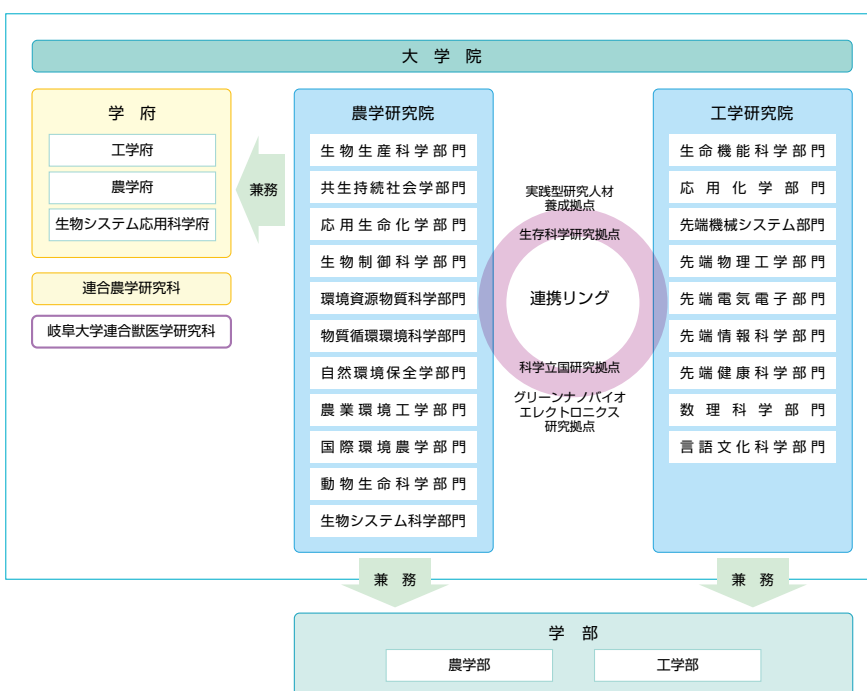 大学院
学府
工学府
農学府
生物システム応用科学府
連合農学研究科
岐阜大学連合獣医学研究科
兼務
農学研究院
生物生産科学部門
共生持続社会学部門
応用生命化学部門
生物制御科学部門
環境資源物質科学部門
物質循環環境科学部門
自然環境保全学部門
農業環境工学部門
国際環境農学部門
動物生命科学部門
生物システム科学部門
実践型研究人材
養成拠点
生存科学研究拠点
連携リング
科学立国研究拠点
グリーンナノバイオ
エレクトロニクス
研究拠点
工学研究院
生命機能科学部門
応用化学部門
先端機械システム部門
先端物理工学部門
先端電気電子部門
先端情報科学部門
先端健康科学部門
数理科学部門
言語文化科学部門
兼務
兼務
学部
農学部
工学部